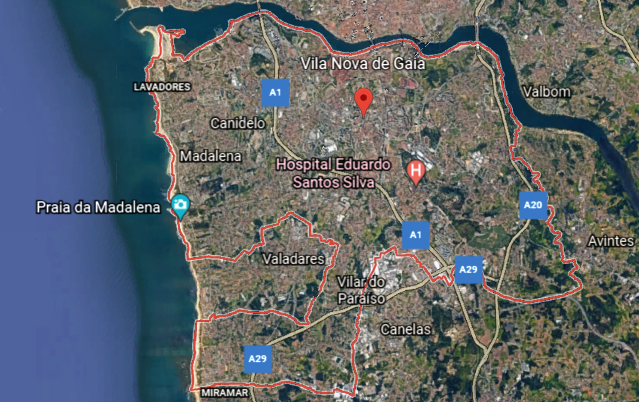 Vila Nova de Gaia
LAVADORES
A1
Valbom
Canidelo
Madalena
Hospital Eduardo
Santos Silva
H
Praia da Madalena
A20
A1
Avintes
Valadares
A29
Vilar do
Paraíso
Canelas
A29
MIRAMAR